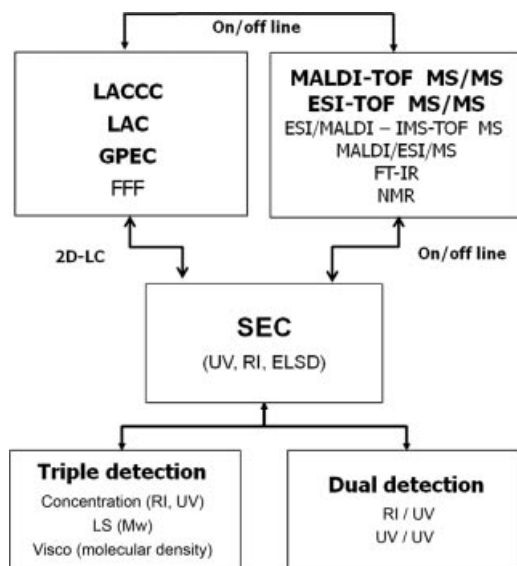 On/off line
LACCC
LAC
GPEC
FFF
MALDI-TOF MS/MS
ESI-TOF MS/MS
ESI/MALDI – IMS-TOF MS
MALDI/ESI/MS
FT-IR
NMR
2D-LC
On/off line
SEC
(UV, RI, ELSD)
Triple detection
Concentration (RI, UV)
LS (Mw)
Visco (molecular density)
Dual detection
RI / UV
UV / UV